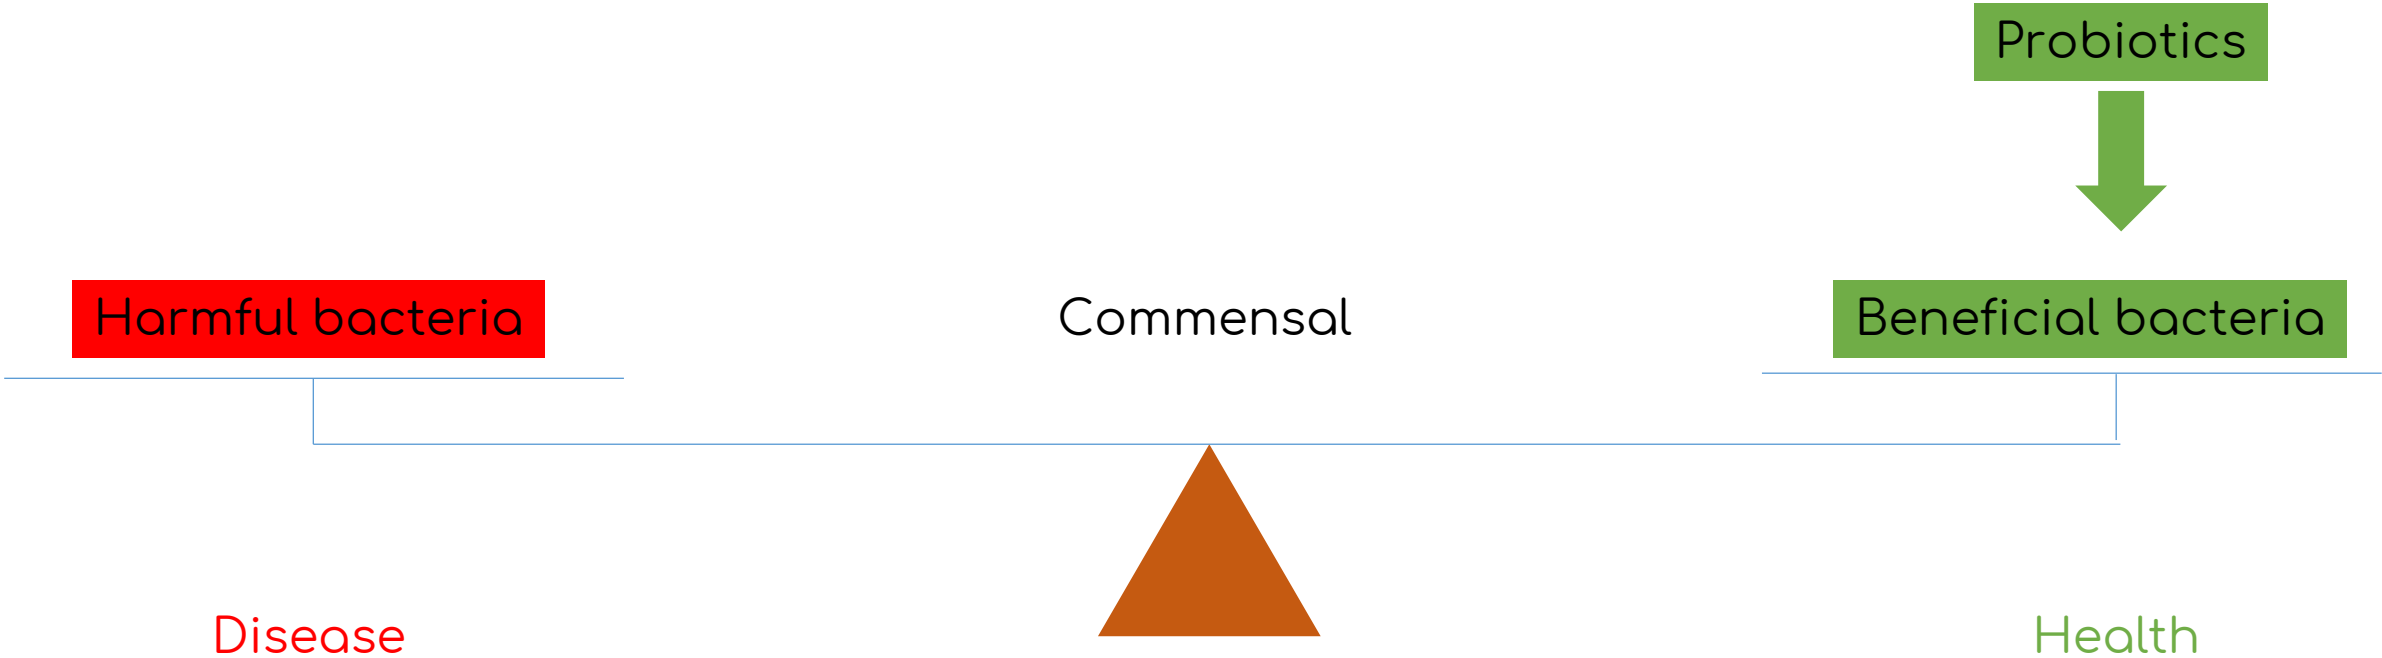 Probiotics
Harmful bacteria
Commensal
Beneficial bacteria
Disease
Health